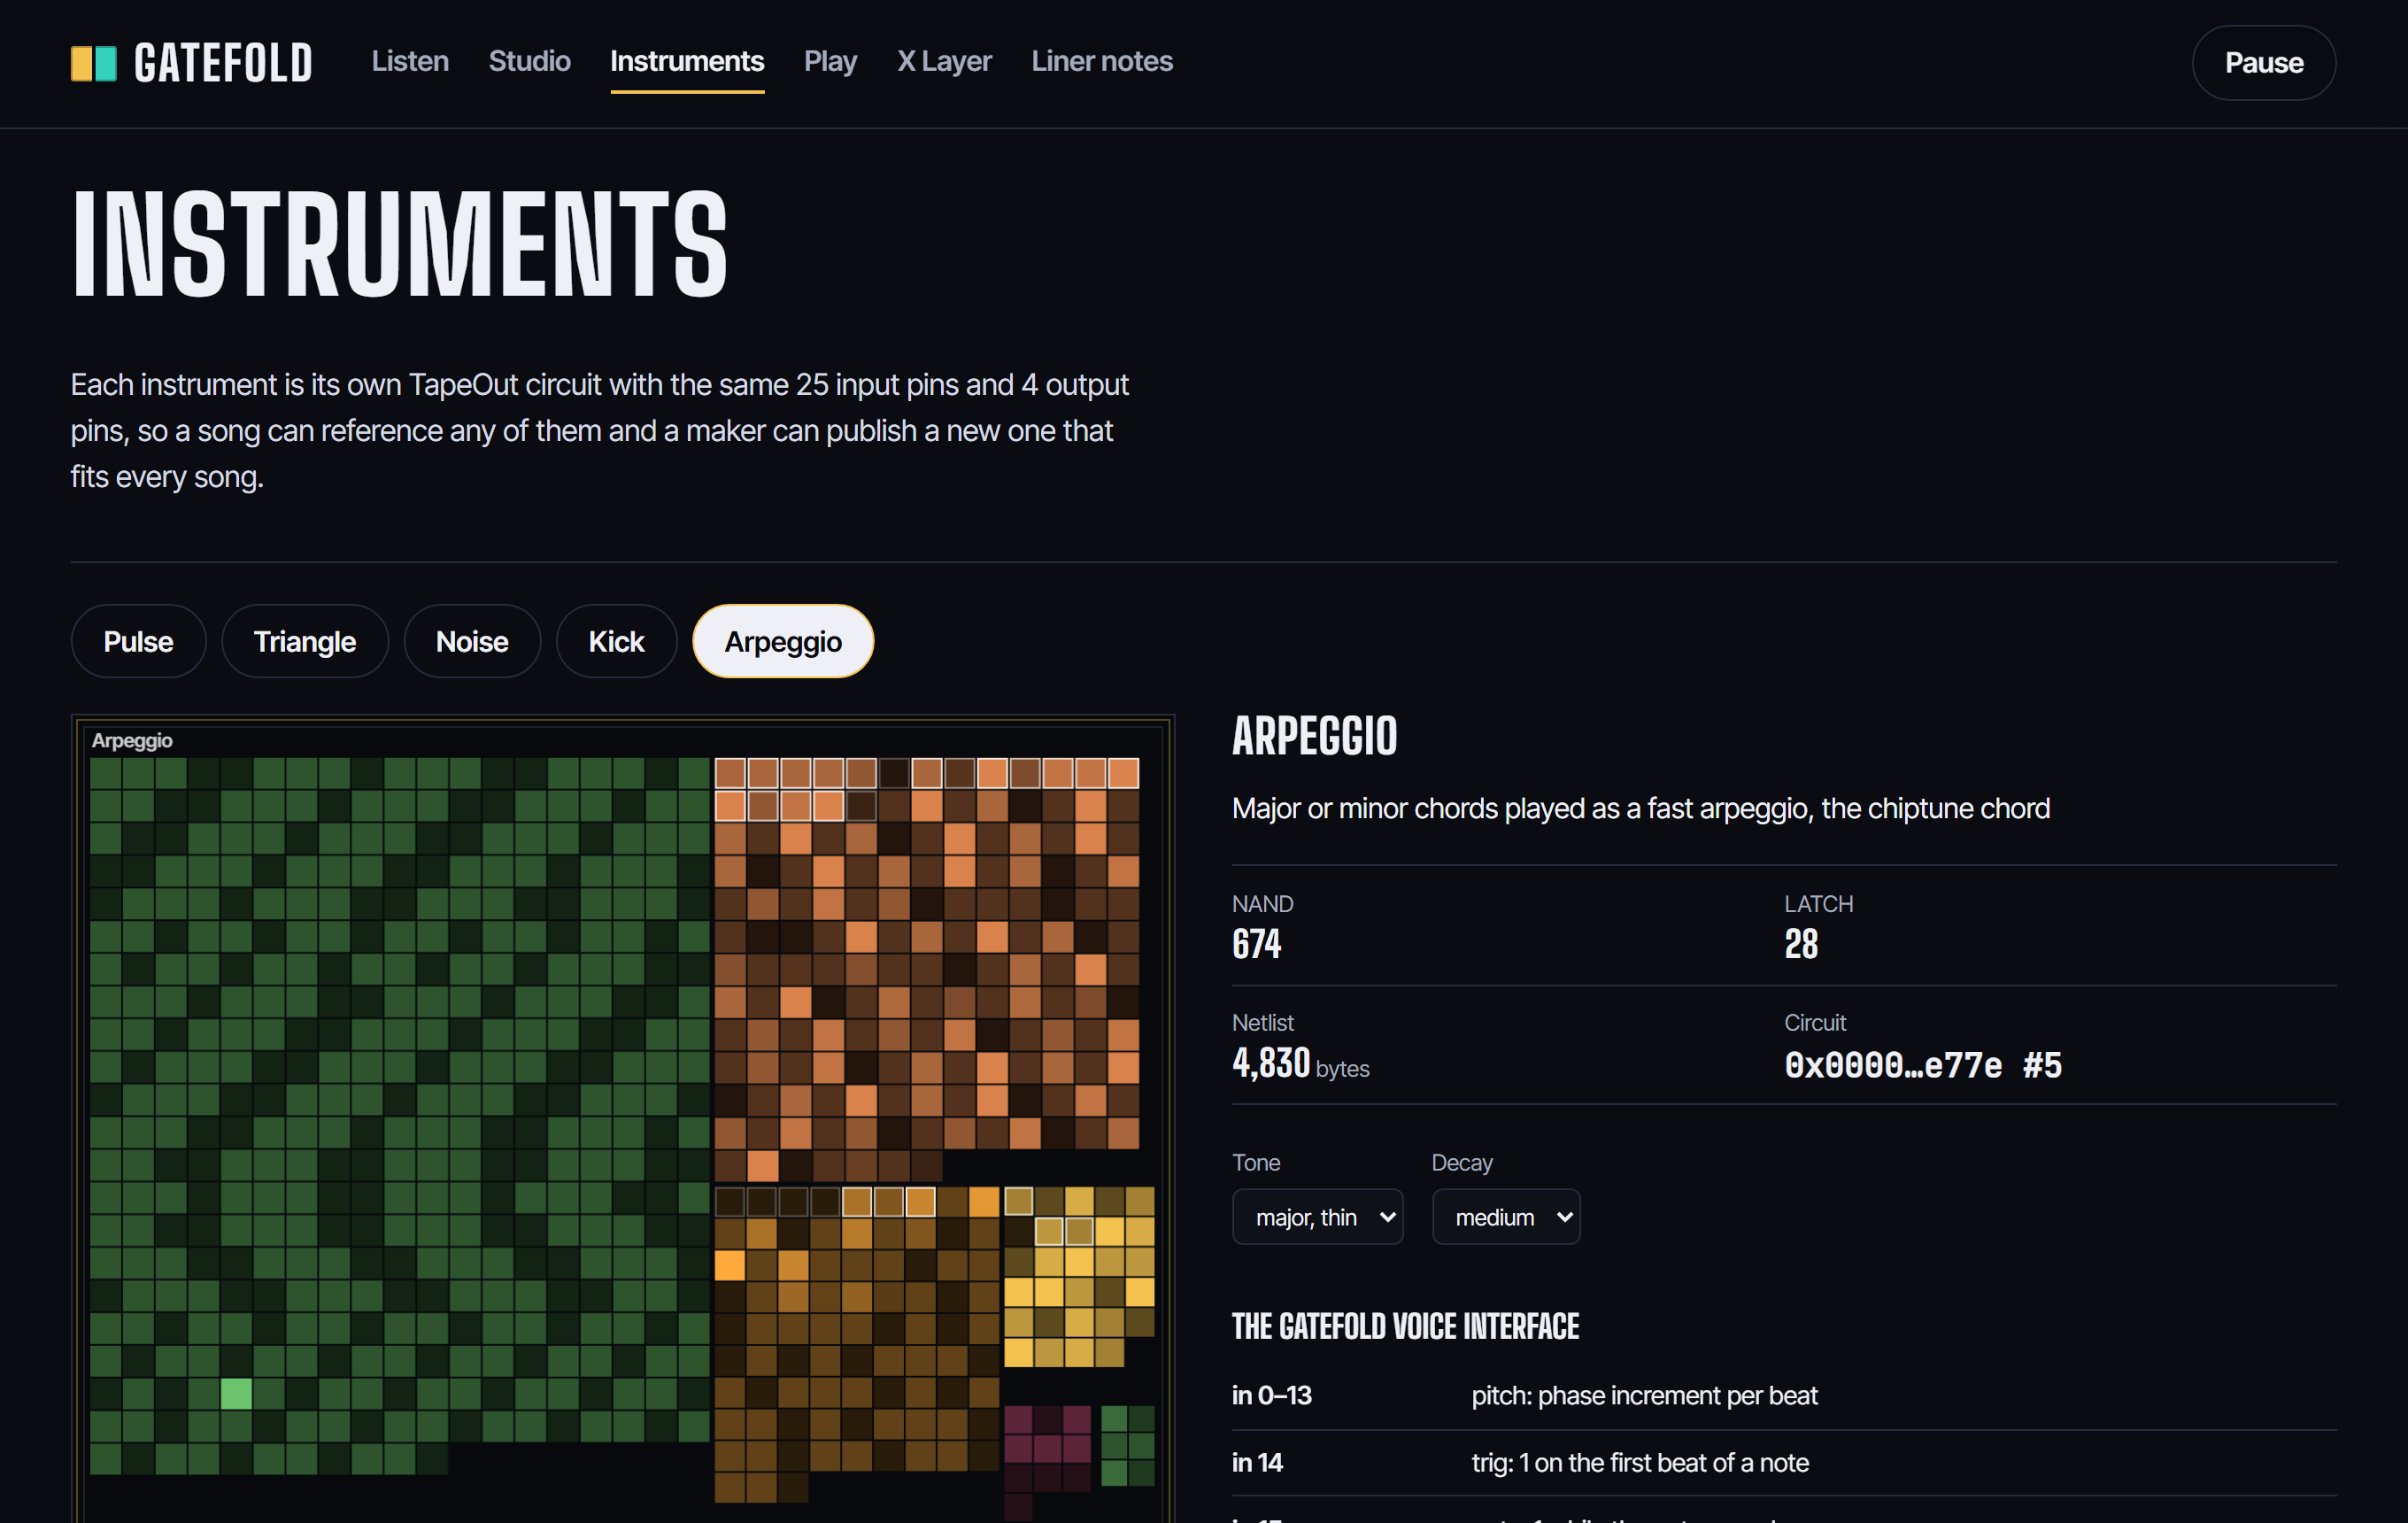 GATEFOLD
Listen
Studio
Instruments
Play
X Layer
Liner notes
Pause
INSTRUMENTS
Each instrument is its own TapeOut circuit with the same 25 input pins and 4 output
pins, so a song can reference any of them and a maker can publish a new one that
fits every song.
Pulse
Triangle
Noise
Kick
Arpeggio
Arpeggio
ARPEGGIO
Major or minor chords played as a fast arpeggio, the chiptune chord
NAND
674
LATCH
28
Netlist
4,830 bytes
Circuit
0x0000…e77e #5
Tone
major, thin
Decay
medium
THE GATEFOLD VOICE INTERFACE
in 0–13 pitch: phase increment per beat
in 14 trig: 1 on the first beat of a note